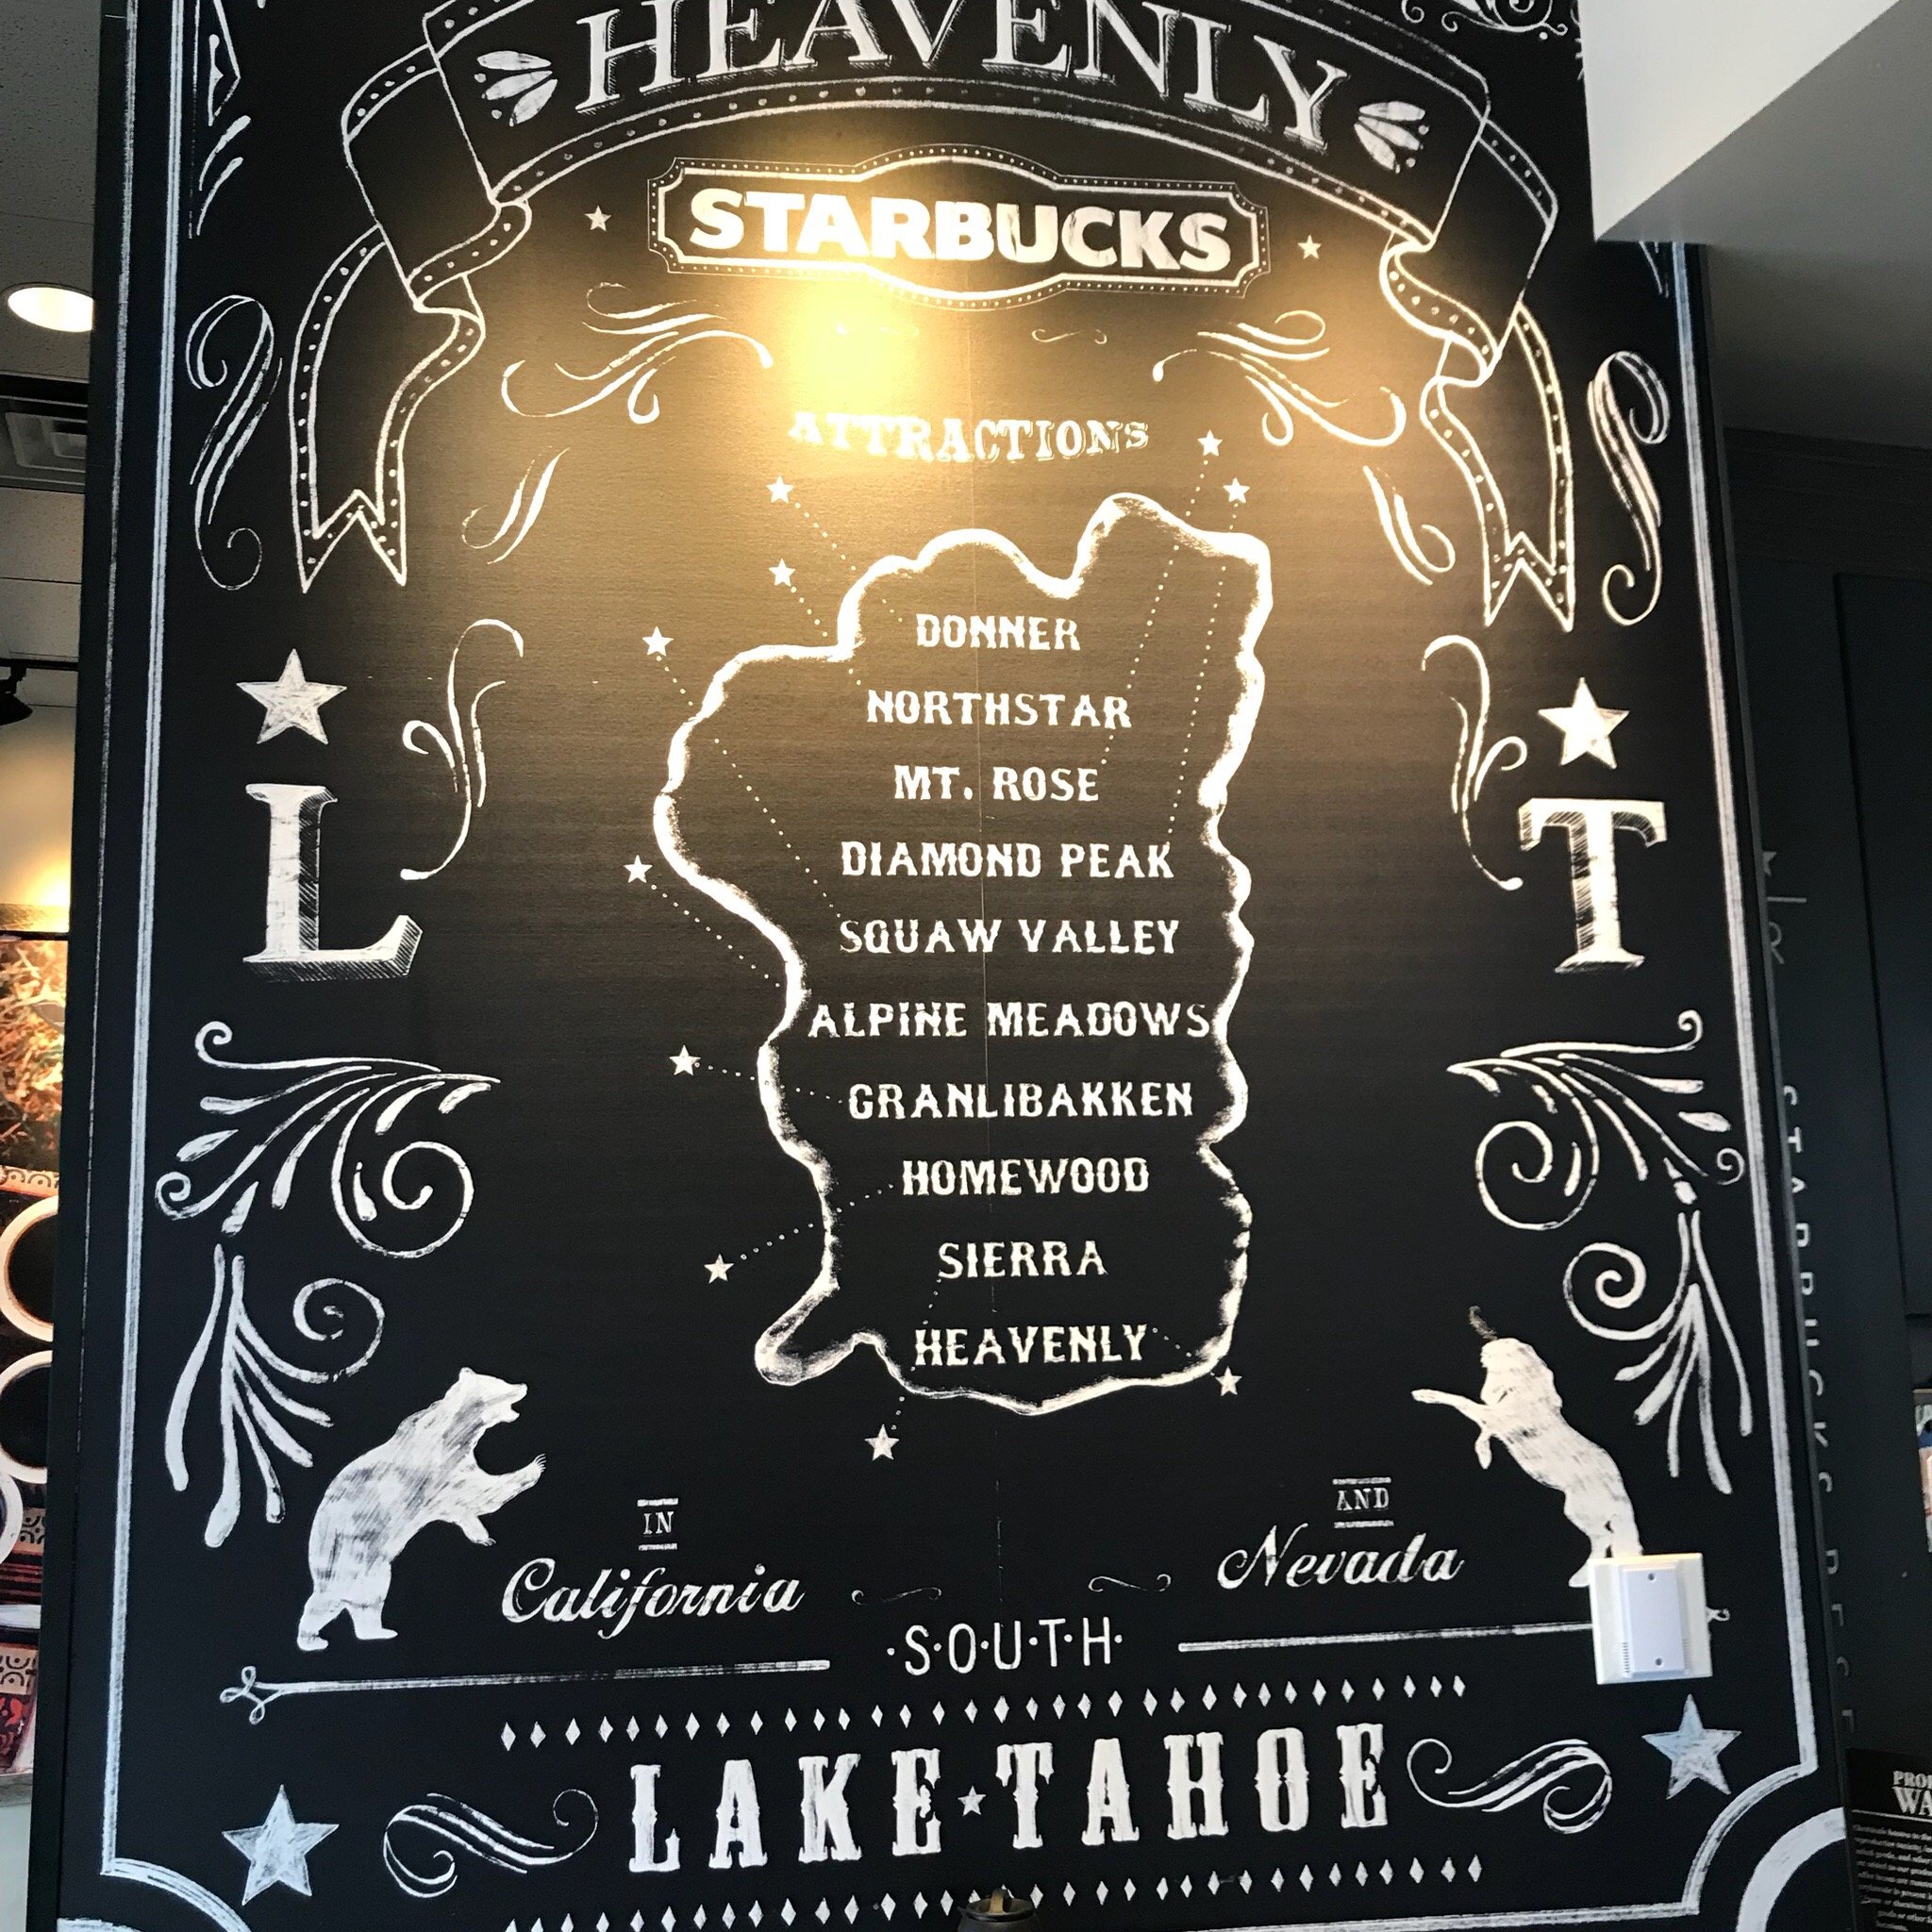 HEAVENLY
STARBUCKS
ATTRACTIONS
DONNER
NORTHSTAR
MT. ROSE
DIAMOND PEAK
SQUAW VALLEY
ALPINE MEADOWS
GRANLIBAKKEN
HOMEWOOD
SIERRA
HEAVENLY
L
T
IN
California
AND
Nevada
·S·O·U·T·H·
LAKE TAHOE
STARBUCKS